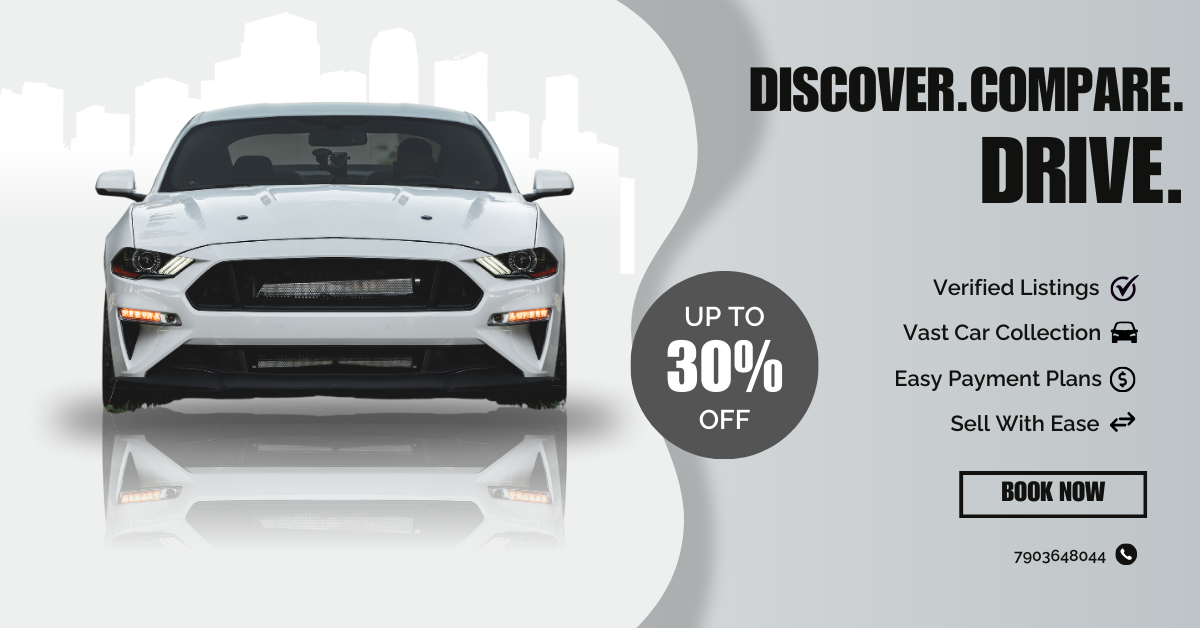 DISCOVER.COMPARE.
DRIVE.
UP TO
30%
OFF
Verified Listings
Vast Car Collection
Easy Payment Plans
Sell With Ease
BOOK NOW
7903648044